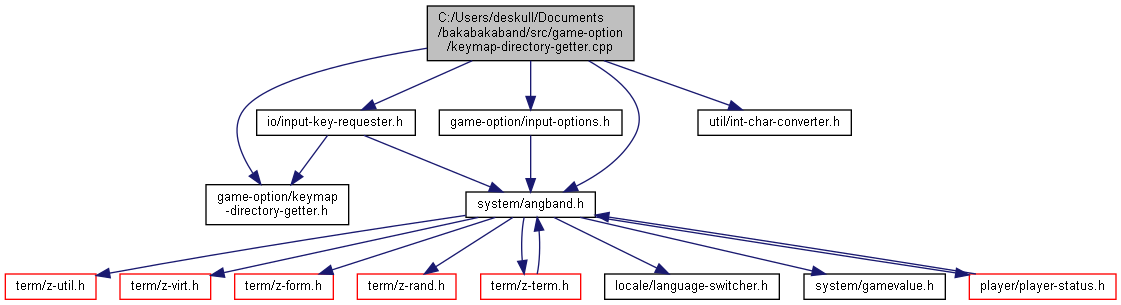 C:/Users/deskull/Documents
/bakabakaband/src/game-option
/keymap-directory-getter.cpp
io/input-key-requester.h
game-option/input-options.h
util/int-char-converter.h
game-option/keymap
-directory-getter.h
system/angband.h
term/z-util.h
term/z-virt.h
term/z-form.h
term/z-rand.h
term/z-term.h
locale/language-switcher.h
system/gamevalue.h
player/player-status.h